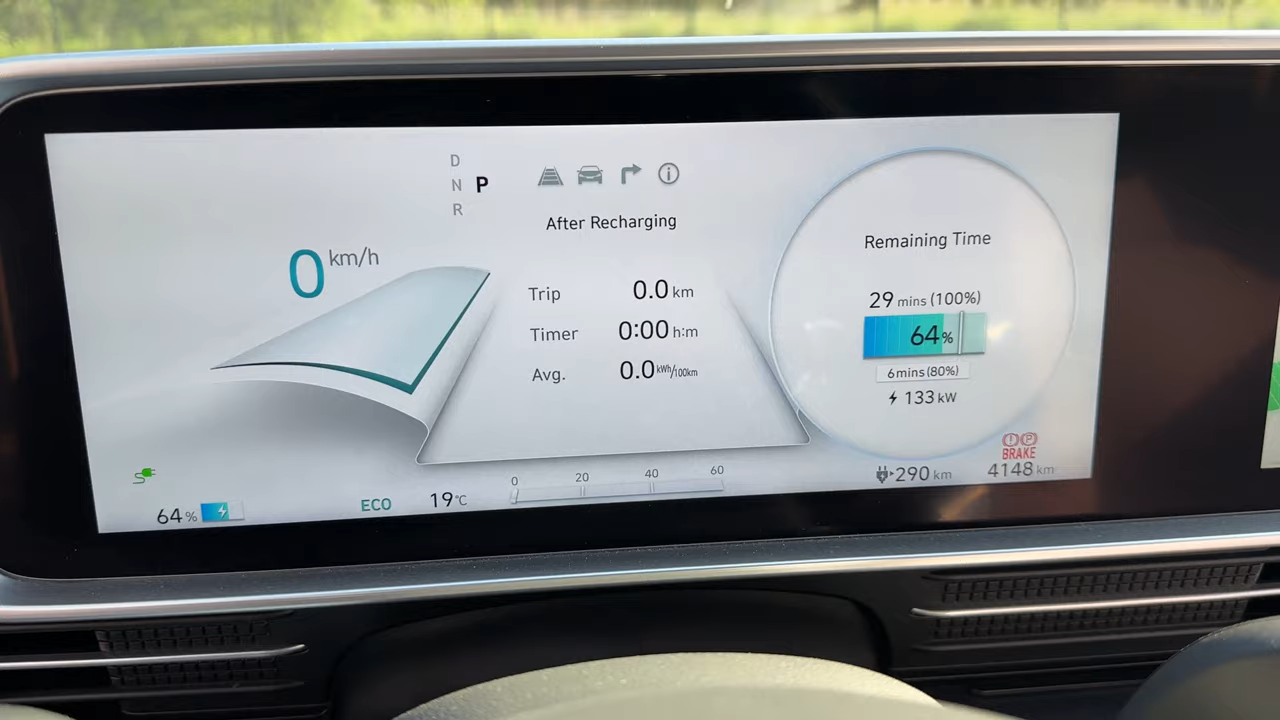 D
N P
R
After Recharging
0 km/h
Trip 0.0 km
Timer 0:00 h:m
Avg. 0.0 kWh/100km
Remaining Time
29 mins (100%)
64%
6mins(80%)
133 kW
BRAKE
64%
ECO
19°C
0 20 40 60
290 km
4148 km